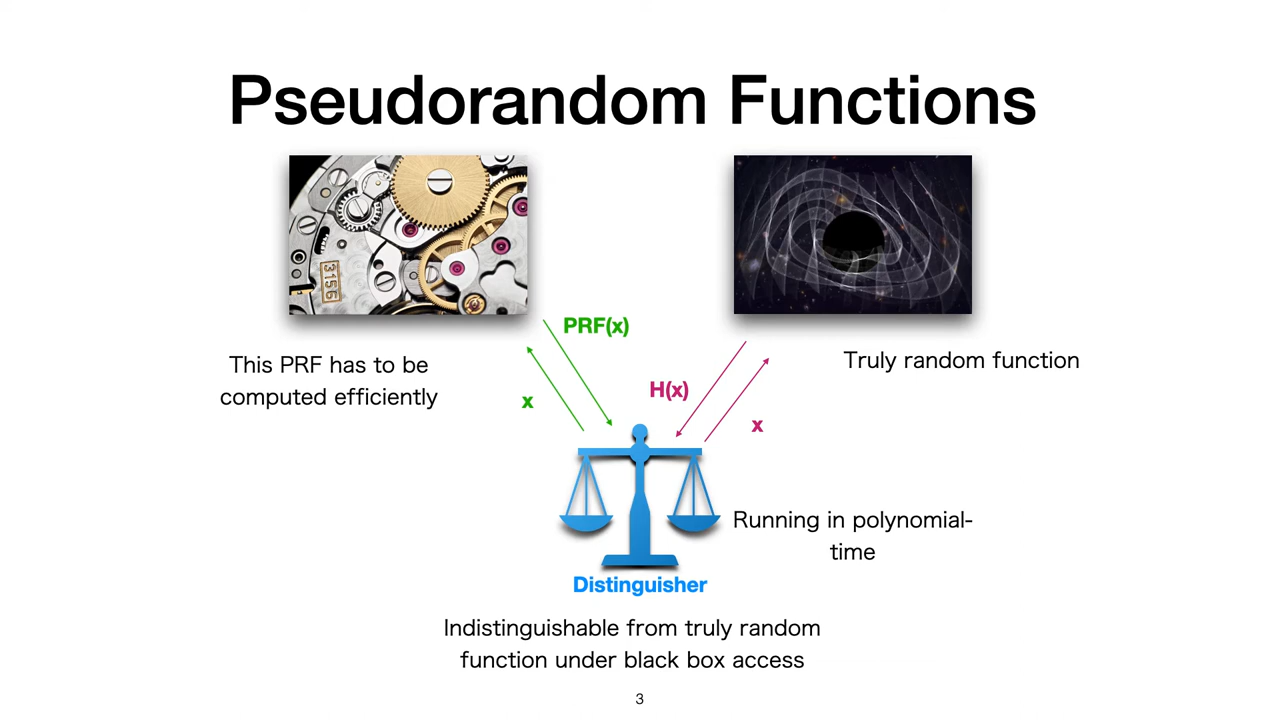 Pseudorandom Functions
3156
PRF(x)
This PRF has to be
computed efficiently
x
H(x)
x
Truly random function
Running in polynomial-
time
Distinguisher
Indistinguishable from truly random
function under black box access
3